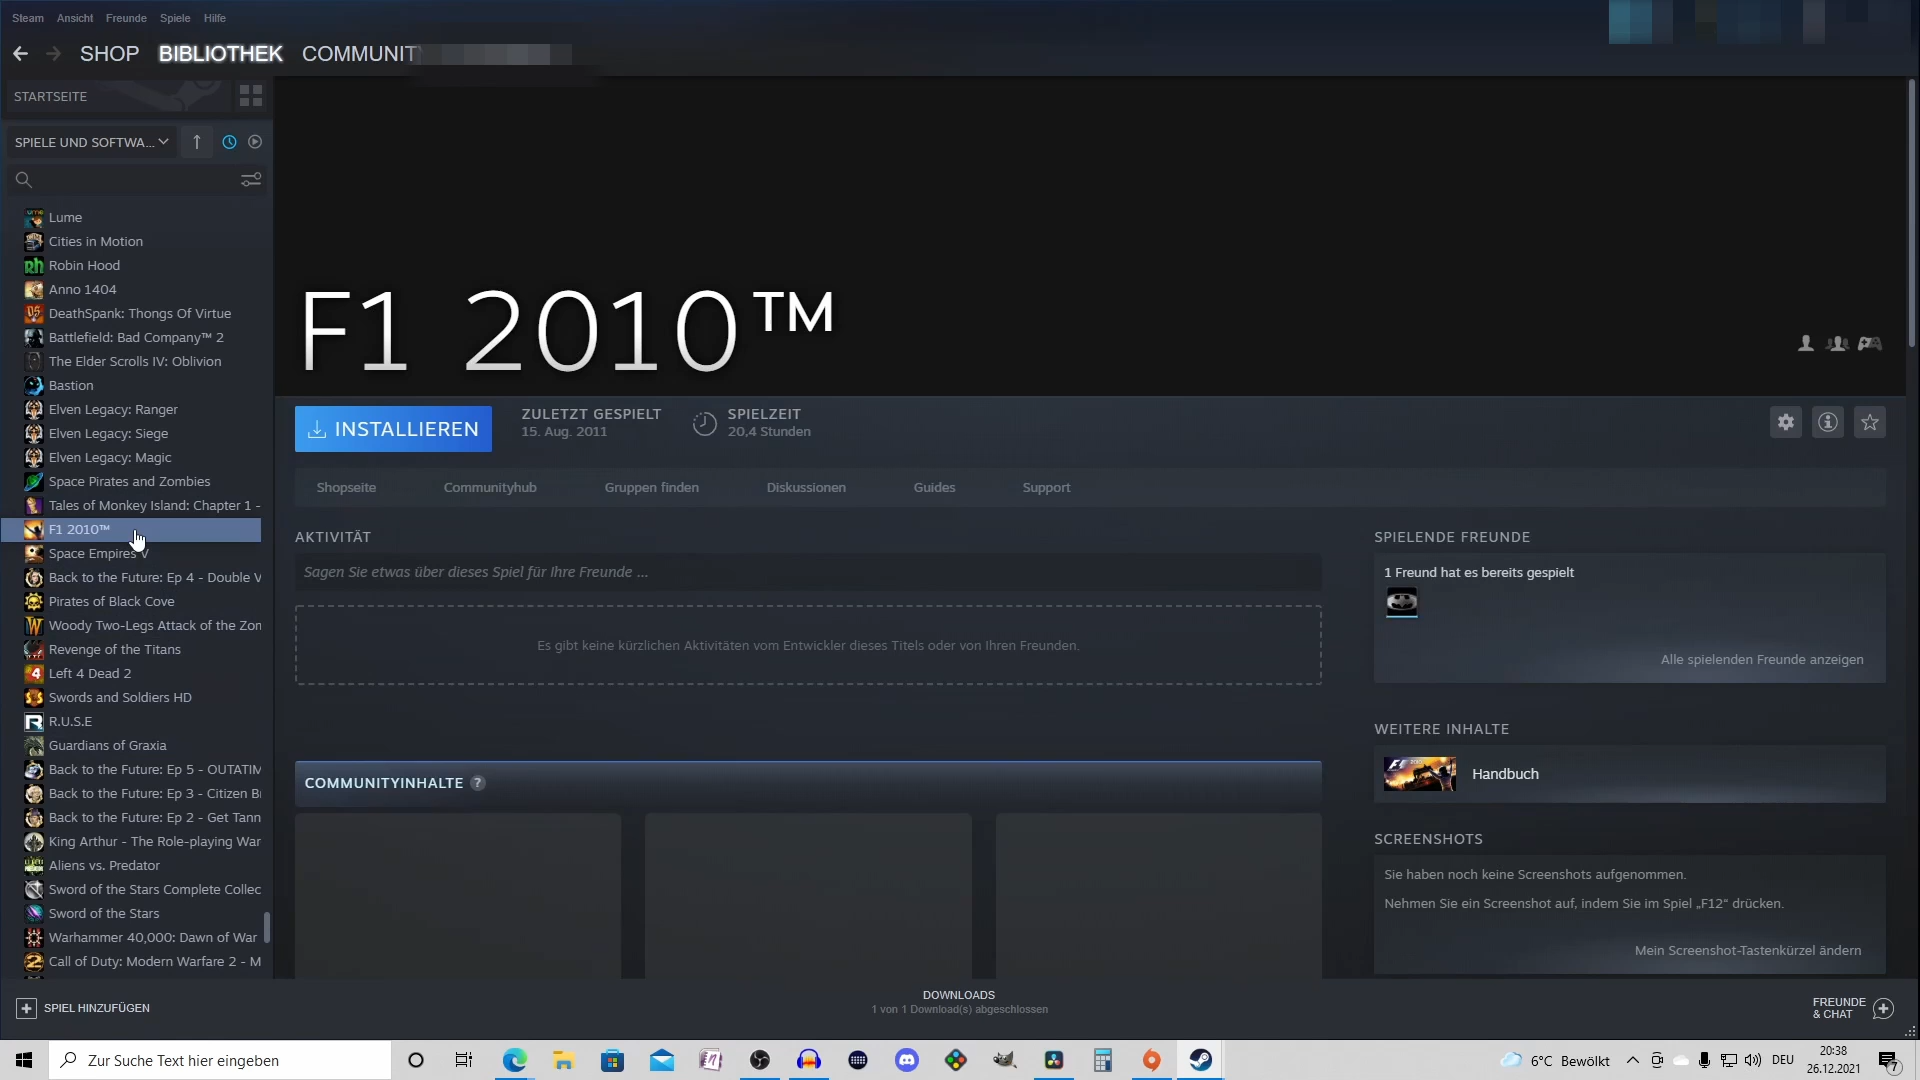 Steam Ansicht Freunde Spiele Hilfe
SHOP BIBLIOTHEK COMMUNIT
STARTSEITE
SPIELE UND SOFTWA...
Lume
Cities in Motion
Robin Hood
Anno 1404
DeathSpank: Thongs Of Virtue
Battlefield: Bad Company™ 2
The Elder Scrolls IV: Oblivion
Bastion
Elven Legacy: Ranger
Elven Legacy: Siege
Elven Legacy: Magic
Space Pirates and Zombies
Tales of Monkey Island: Chapter 1 -
F1 2010™
Space Empires V
Back to the Future: Ep 4 - Double V
Pirates of Black Cove
Woody Two-Legs Attack of the Zon
Revenge of the Titans
Left 4 Dead 2
Swords and Soldiers HD
R.U.S.E
Guardians of Graxia
Back to the Future: Ep 5 - OUTATIM
Back to the Future: Ep 3 - Citizen Br
Back to the Future: Ep 2 - Get Tann
King Arthur - The Role-playing War
Aliens vs. Predator
Sword of the Stars Complete Collec
Sword of the Stars
Warhammer 40,000: Dawn of War
Call of Duty: Modern Warfare 2 - M
SPIEL HINZUFÜGEN
F1 2010™
INSTALLIEREN
ZULETZT GESPIELT
15. Aug. 2011
SPIELZEIT
20,4 Stunden
Shopseite Communityhub Gruppen finden Diskussionen Guides Support
AKTIVITÄT
Sagen Sie etwas über dieses Spiel für Ihre Freunde ...
Es gibt keine kürzlichen Aktivitäten vom Entwickler dieses Titels oder von Ihren Freunden.
COMMUNITYINHALTE ?
SPIELENDE FREUNDE
1 Freund hat es bereits gespielt
Alle spielenden Freunde anzeigen
WEITERE INHALTE
Handbuch
SCREENSHOTS
Sie haben noch keine Screenshots aufgenommen.
Nehmen Sie ein Screenshot auf, indem Sie im Spiel „F12“ drücken.
Mein Screenshot-Tastenkürzel ändern
DOWNLOADS
1 von 1 Download(s) abgeschlossen
FREUNDE
& CHAT
Zur Suche Text hier eingeben
6°C Bewölkt
DEU
20:38
26.12.2021
7